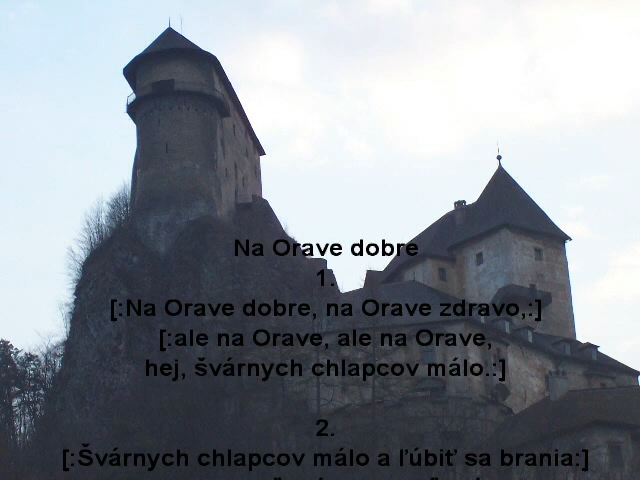 Na Orave dobre
1.
[:Na Orave dobre, na Orave zdravo,:]
[:ale na Orave, ale na Orave,
hej, švárnych chlapcov málo.:]
2.
[:Švárnych chlapcov málo a ľúbiť sa brania:]